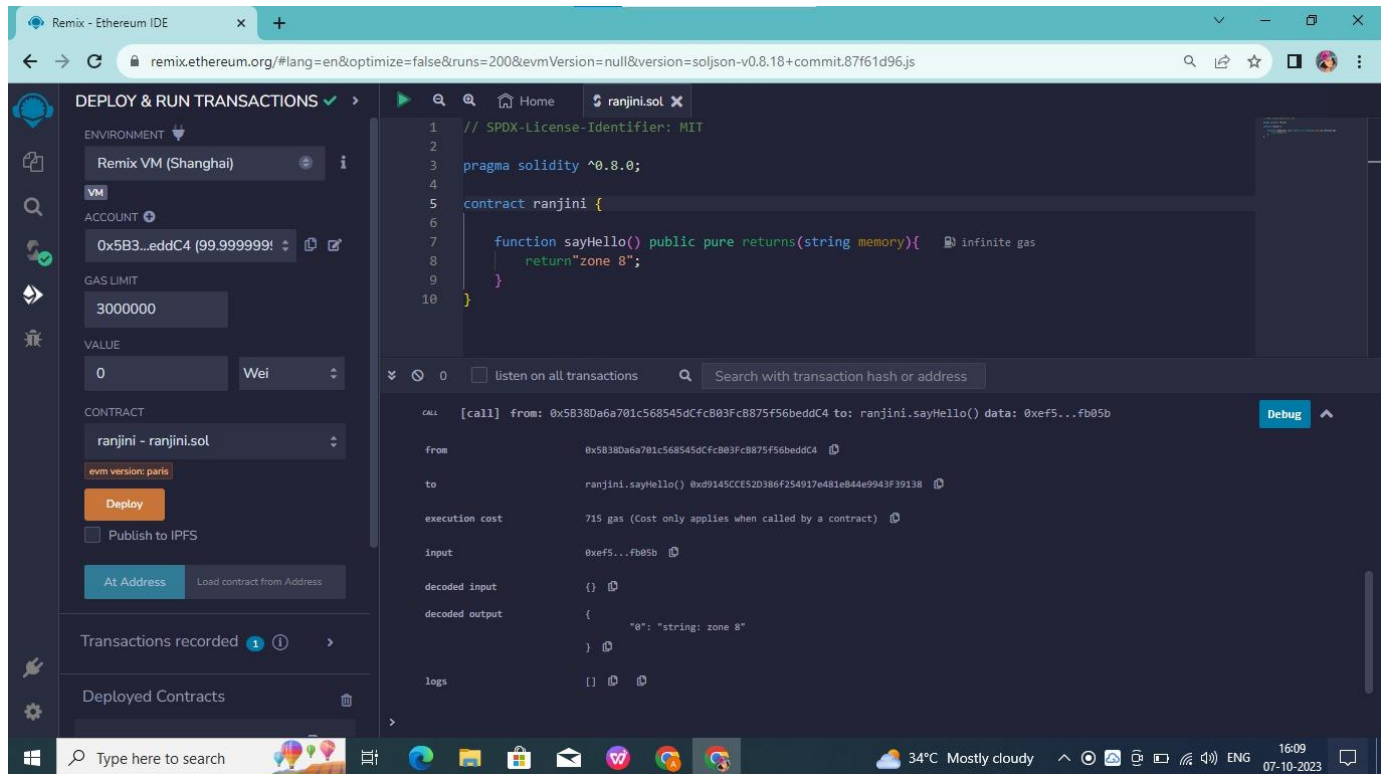 Remix - Ethereum IDE
remix.ethereum.org/#lang=en&optimize=false&runs=200&evmVersion=null&version=soljson-v0.8.18+commit.87f61d96.js
DEPLOY & RUN TRANSACTIONS
ENVIRONMENT
Remix VM (Shanghai)
VM
ACCOUNT
0x5B3...eddC4 (99.9999999
GAS LIMIT
3000000
VALUE
0 Wei
CONTRACT
ranjini - ranjini.sol
evm version: paris
Deploy
Publish to IPFS
At Address Load contract from Address
Transactions recorded 1
Deployed Contracts
Home ranjini.sol
1 // SPDX-License-Identifier: MIT
2
3 pragma solidity ^0.8.0;
4
5 contract ranjini {
6
7 function sayHello() public pure returns(string memory){ infinite gas
8 return"zone 8";
9 }
10 }
0 listen on all transactions Search with transaction hash or address
CALL [call] from: 0x5B38Da6a701c568545dCfcB03FcB875f56beddC4 to: ranjini.sayHello() data: 0xef5...fb05b Debug
from 0x5B38Da6a701c568545dCfcB03FcB875f56beddC4
to ranjini.sayHello() 0xd9145CCE52D386f254917e481eB44e9943F39138
execution cost 715 gas (Cost only applies when called by a contract)
input 0xef5...fb05b
decoded input {}
decoded output {
"0": "string: zone 8"
}
logs []
>
Type here to search
34°C Mostly cloudy
ENG
16:09
07-10-2023